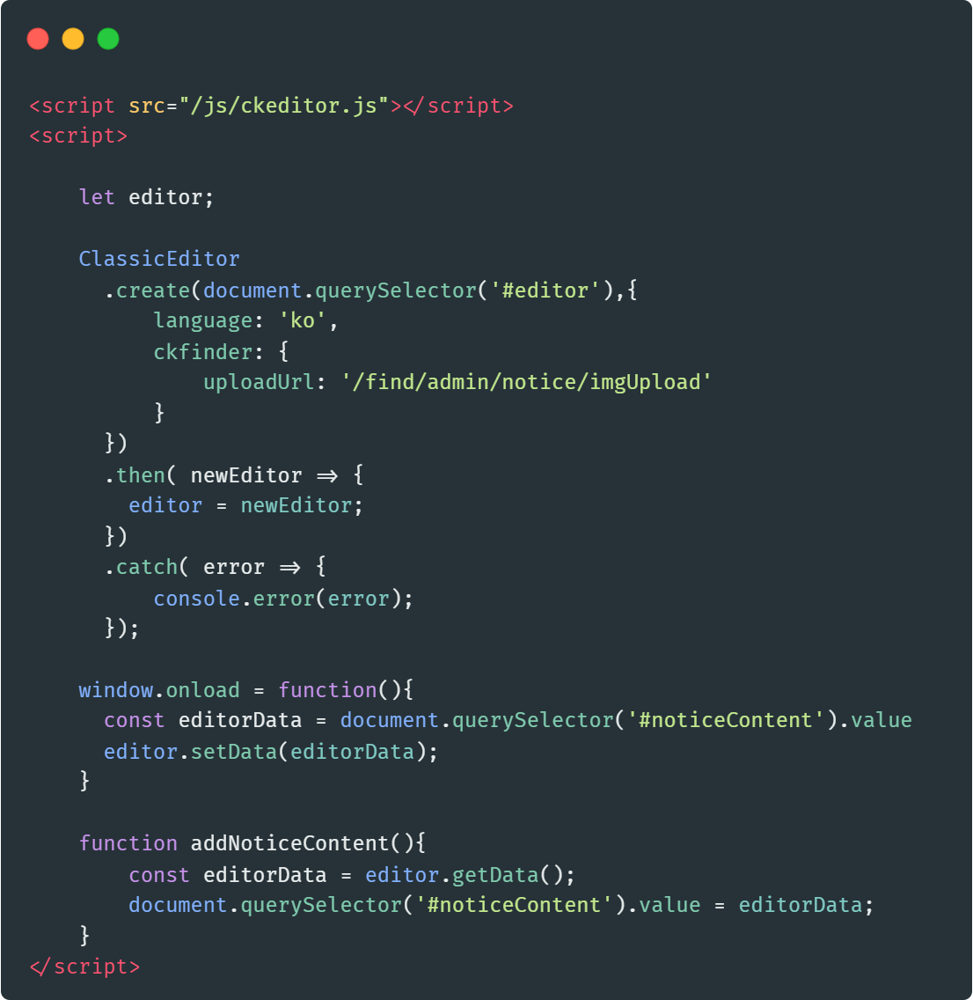 <script src="/js/ckeditor.js"></script>
<script>

    let editor;

    ClassicEditor
      .create(document.querySelector('#editor'),{
          language: 'ko',
          ckfinder: {
              uploadUrl: '/find/admin/notice/imgUpload'
          }
      })
      .then( newEditor => {
        editor = newEditor;
      })
      .catch( error => {
          console.error(error);
      });

    window.onload = function(){
      const editorData = document.querySelector('#noticeContent').value
      editor.setData(editorData);
    }

    function addNoticeContent(){
        const editorData = editor.getData();
        document.querySelector('#noticeContent').value = editorData;
    }
</script>